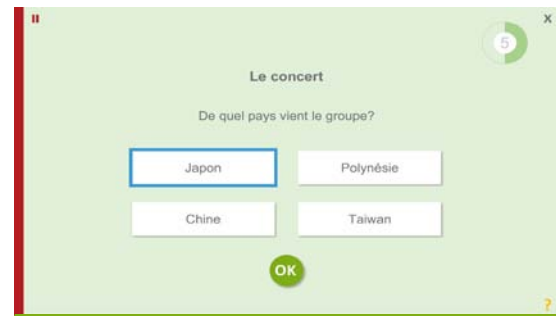 X
5
Le concert
De quel pays vient le groupe?
Japon
Polynésie
Chine
Taiwan
OK
?